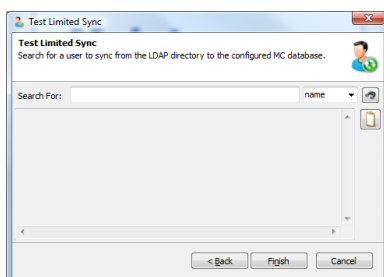 Test Limited Sync
Test Limited Sync
Search for a user to sync from the LDAP directory to the configured MC database.
Search For:
name
< Back
Finish
Cancel